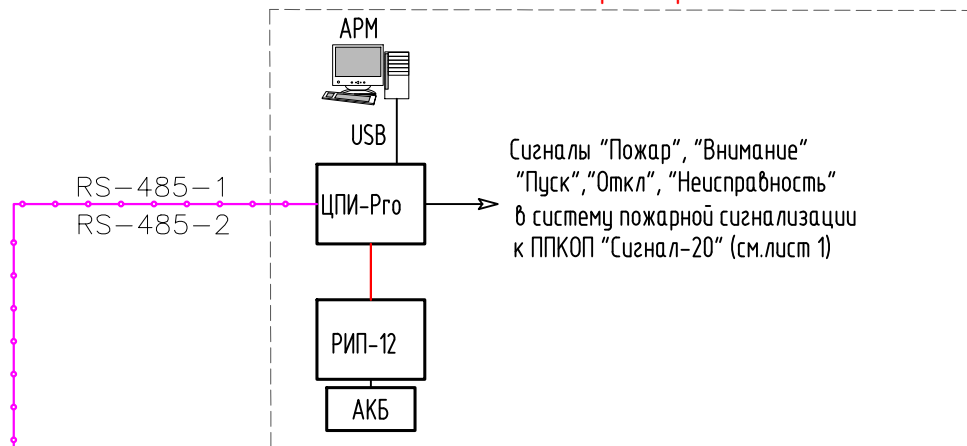 АРМ
USB
Сигналы "Пожар", "Внимание"
"Пуск","Откл", "Неисправность"
в систему пожарной сигнализации
к ППКОП "Сигнал-20" (см.лист 1)
RS-485-1
RS-485-2
ЦПИ-Pro
РИП-12
АКБ